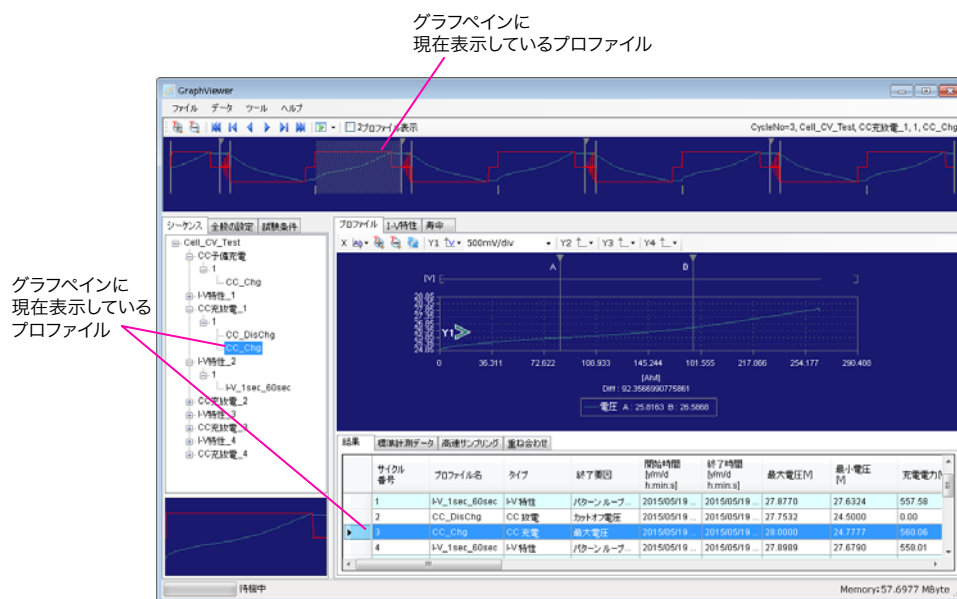 グラフペインに
現在表示しているプロファイル
GraphViewer
ファイル データ ツール ヘルプ
2プロファイル表示
CycleNo=3, Cell_CV_Test, CC充放電_1, 1, CC_Chg
シーケンス 全般の設定 試験条件
Cell_CV_Test
CC予備充電
1
CC_Chg
I-V特性_1
CC充放電_1
1
CC_DisChg
CC_Chg
I-V特性_2
1
I-V_1sec_60sec
CC充放電_2
I-V特性_3
CC充放電_3
I-V特性_4
CC充放電_4
グラフペインに
現在表示している
プロファイル
プロファイル I-V特性 寿命
X Y1 500mV/div Y2 Y3 Y4
A B
[V]
Y1
24.05
0 36.311 72.622 108.933 145.244 181.555 217.866 254.177 290.488
[Ahd]
Diff : 92.3566990775861
電圧 A : 25.8163 B : 26.5868
結果 標準計測データ 高速サンプリング 重ね合わせ
サイクル番号 プロファイル名 タイプ 終了要因 開始時間 [y/m/d h:min:s] 終了時間 [y/m/d h:min:s] 最大電圧[V] 最小電圧[V] 充電電力[
1 I-V_1sec_60sec I-V 特性 パターン ループ... 2015/05/19 ... 2015/05/19 ... 27.8770 27.6324 557.58
2 CC_DisChg CC 放電 カットオフ電圧 2015/05/19 ... 2015/05/19 ... 27.7532 24.5000 0.00
3 CC_Chg CC 充電 最大電圧 2015/05/19 ... 2015/05/19 ... 28.0000 24.7777 560.06
4 I-V_1sec_60sec I-V 特性 パターン ループ... 2015/05/19 ... 2015/05/19 ... 27.8989 27.6790 558.01
待機中
Memory:57.6977 MByte